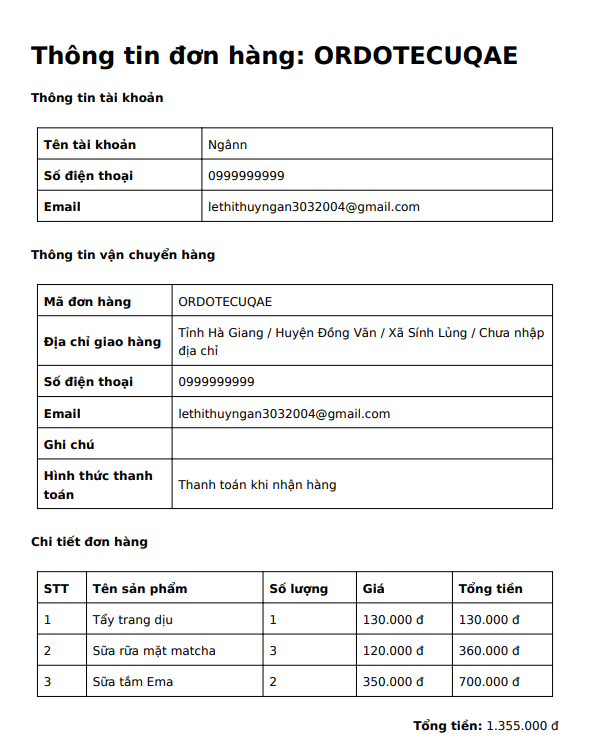 Thông tin đơn hàng: ORDOTECUQAE
Thông tin tài khoản
Tên tài khoản Ngânn
Số điện thoại 0999999999
Email lethithuyngan3032004@gmail.com
Thông tin vận chuyển hàng
Mã đơn hàng ORDOTECUQAE
Địa chỉ giao hàng Tỉnh Hà Giang / Huyện Đồng Văn / Xã Sính Lủng / Chưa nhập
địa chỉ
Số điện thoại 0999999999
Email lethithuyngan3032004@gmail.com
Ghi chú
Hình thức thanh
toán Thanh toán khi nhận hàng
Chi tiết đơn hàng
STT Tên sản phẩm Số lượng Giá Tổng tiền
1 Tẩy trang dịu 1 130.000 đ 130.000 đ
2 Sữa rữa mặt matcha 3 120.000 đ 360.000 đ
3 Sữa tắm Ema 2 350.000 đ 700.000 đ
Tổng tiền: 1.355.000 đ